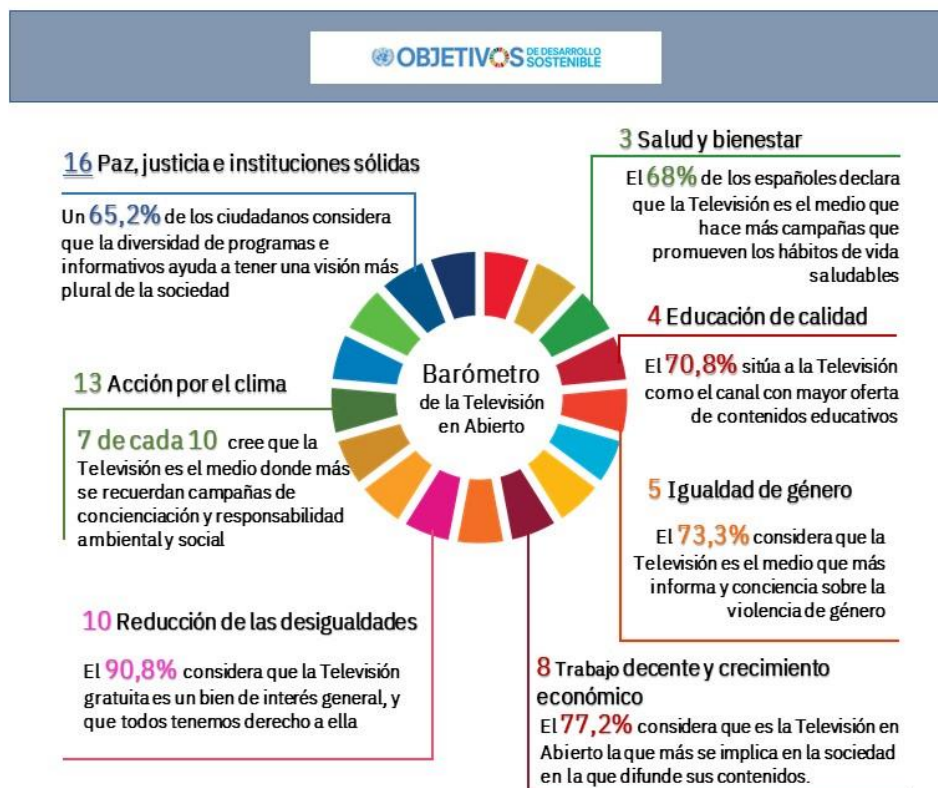 OBJETIVOS DE DESARROLLO
SOSTENIBLE
16 Paz, justicia e instituciones sólidas
Un 65,2% de los ciudadanos considera
que la diversidad de programas e
informativos ayuda a tener una visión más
plural de la sociedad
13 Acción por el clima
7 de cada 10 cree que la
Televisión es el medio donde más
se recuerdan campañas de
concienciación y responsabilidad
ambiental y social
10 Reducción de las desigualdades
El 90,8% considera que la Televisión
gratuita es un bien de interés general, y
que todos tenemos derecho a ella
Barómetro
de la Televisión
en Abierto
3 Salud y bienestar
El 68% de los españoles declara
que la Televisión es el medio que
hace más campañas que
promueven los hábitos de vida
saludables
4 Educación de calidad
El 70,8% sitúa a la Televisión
como el canal con mayor oferta
de contenidos educativos
5 Igualdad de género
El 73,3% considera que la
Televisión es el medio que más
informa y conciencia sobre la
violencia de género
8 Trabajo decente y crecimiento
económico
El 77,2% considera que es la Televisión en
Abierto la que más se implica en la sociedad
en la que difunde sus contenidos.